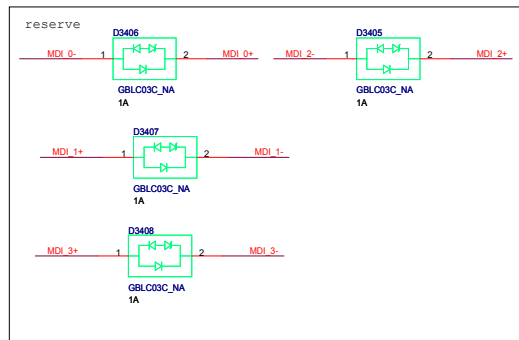 reserve
D3406 D3405
MDI_0- 1 2 MDI_0+ MDI_2- 1 2 MDI_2+
GBLC03C_NA GBLC03C_NA
1A 1A
D3407
MDI_1+ 1 2 MDI_1-
GBLC03C_NA
1A
D3408
MDI_3+ 1 2 MDI_3-
GBLC03C_NA
1A